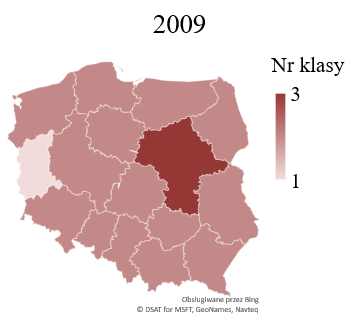 2009
Nr klasy
3
1
Obsługiwane przez Bing
© DSAT for MSFT, GeoNames, Navteq